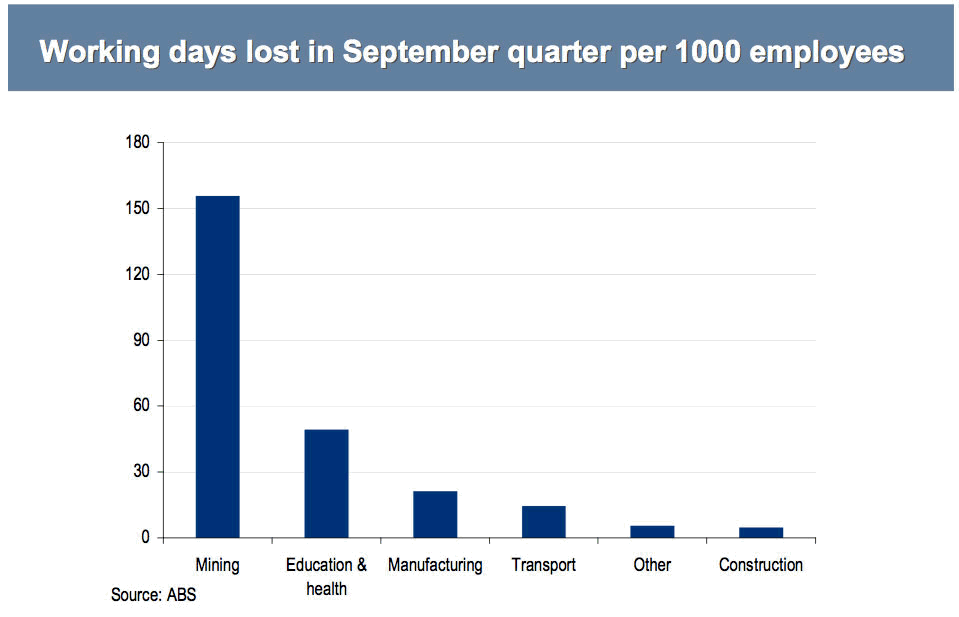 Working days lost in September quarter per 1000 employees
180
150
120
90
60
30
0
Mining
Education &
health
Manufacturing
Transport
Other
Construction
Source: ABS